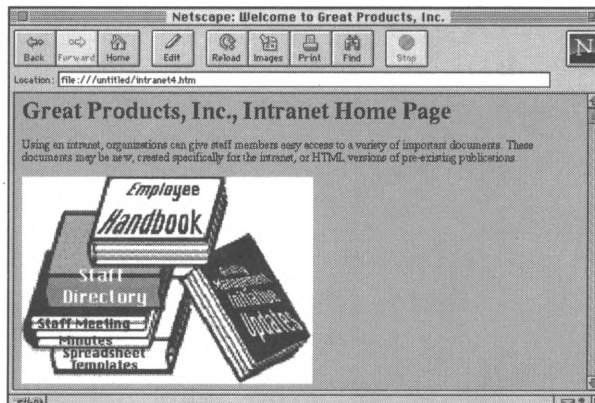 Netscape: Welcome to Great Products, Inc.
Back Forward Home Edit Reload Images Print Find Stop
N
Location: file:///untitled/intranet4.htm
Great Products, Inc., Intranet Home Page
Using an intranet, organizations can give staff members easy access to a variety of important documents. These
documents may be new, created specifically for the intranet, or HTML versions of pre-existing publications
Employee
Handbook
Staff
Directory
Staff Meeting
Minutes
Spreadsheet
Templates
Quality
Management
Initiative
Updates